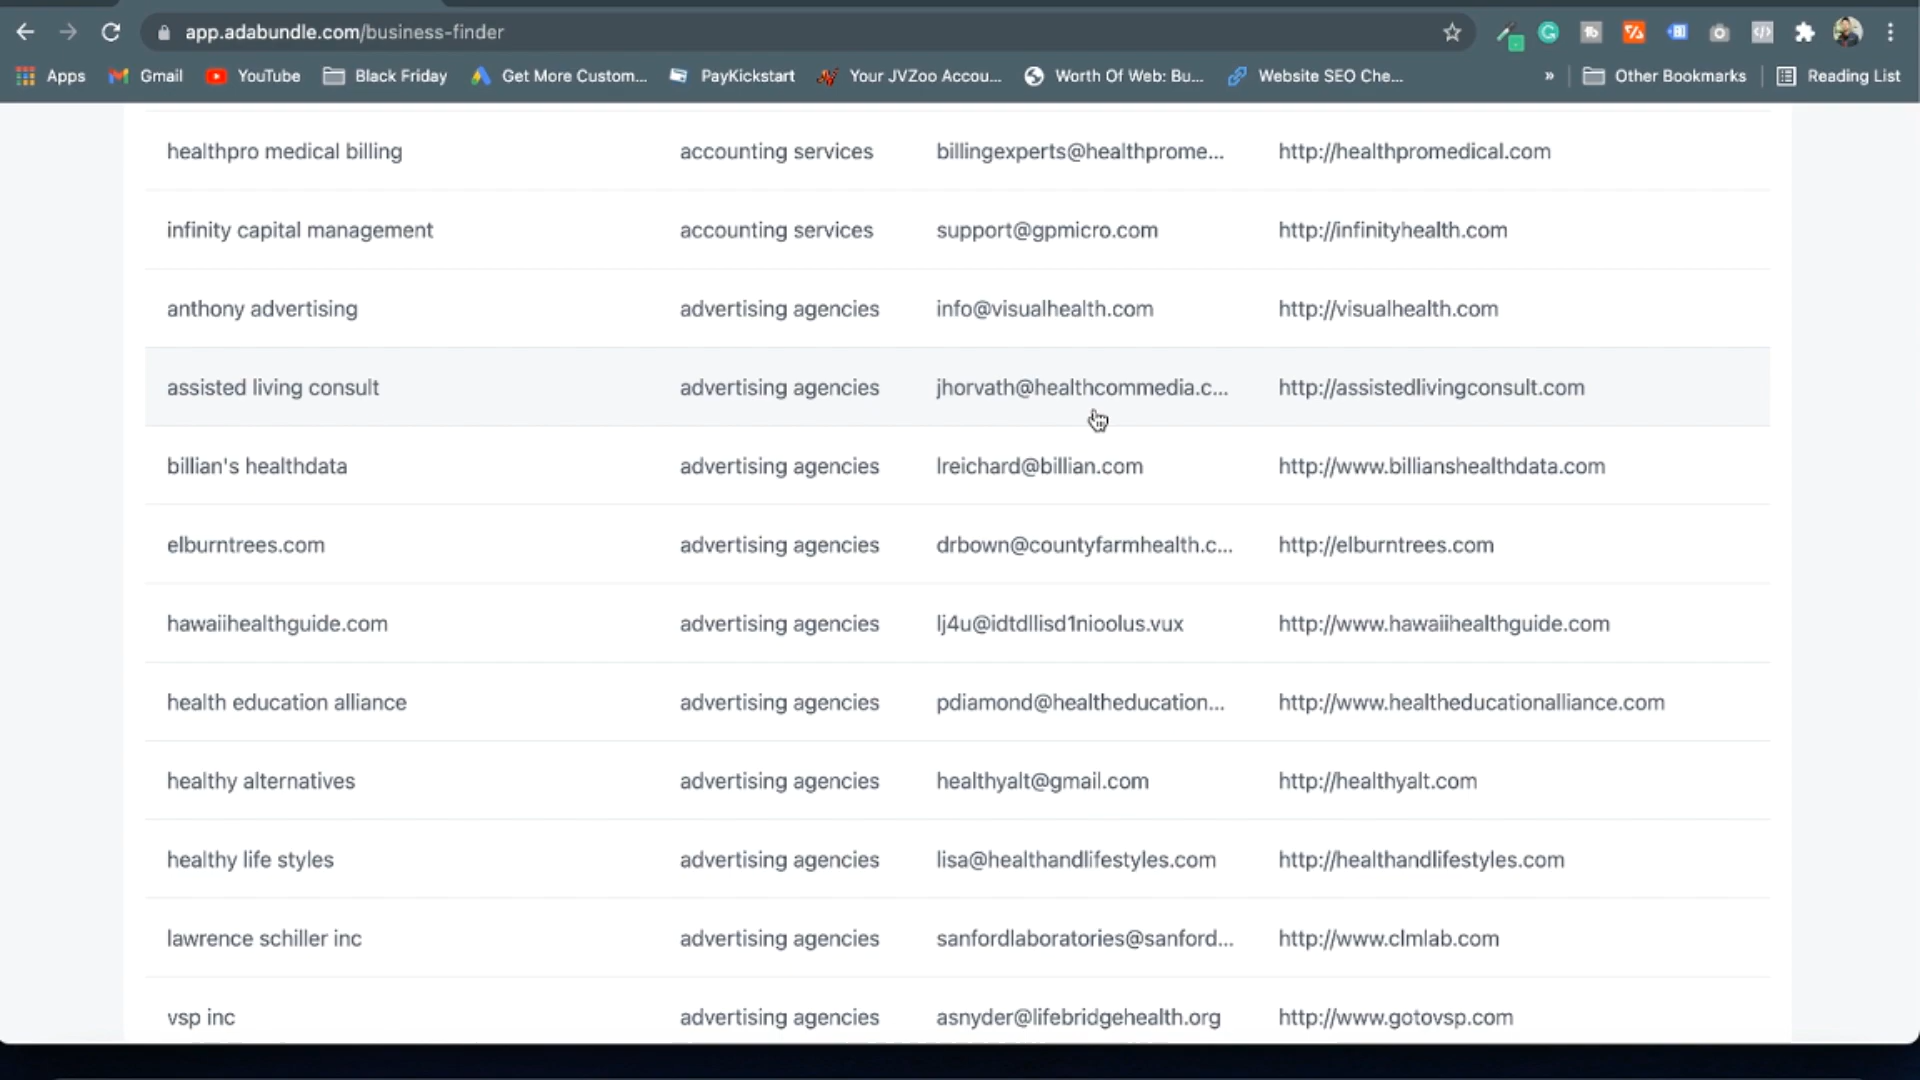 app.adabundle.com/business-finder
Apps Gmail YouTube Black Friday Get More Custom... PayKickstart Your JVZoo Accou... Worth Of Web: Bu... Website SEO Che... » Other Bookmarks Reading List
healthpro medical billing accounting services billingexperts@healthprome... http://healthpromedical.com
infinity capital management accounting services support@gpmicro.com http://infinityhealth.com
anthony advertising advertising agencies info@visualhealth.com http://visualhealth.com
assisted living consult advertising agencies jhorvath@healthcommedia.c... http://assistedlivingconsult.com
billian's healthdata advertising agencies lreichard@billian.com http://www.billianshealthdata.com
elburntrees.com advertising agencies drbown@countyfarmhealth.c... http://elburntrees.com
hawaiihealthguide.com advertising agencies lj4u@idtdllisd1nioolus.vux http://www.hawaiihealthguide.com
health education alliance advertising agencies pdiamond@healtheducation... http://www.healtheducationalliance.com
healthy alternatives advertising agencies healthyalt@gmail.com http://healthyalt.com
healthy life styles advertising agencies lisa@healthandlifestyles.com http://healthandlifestyles.com
lawrence schiller inc advertising agencies sanfordlaboratories@sanford... http://www.clmlab.com
vsp inc advertising agencies asnyder@lifebridgehealth.org http://www.gotovsp.com